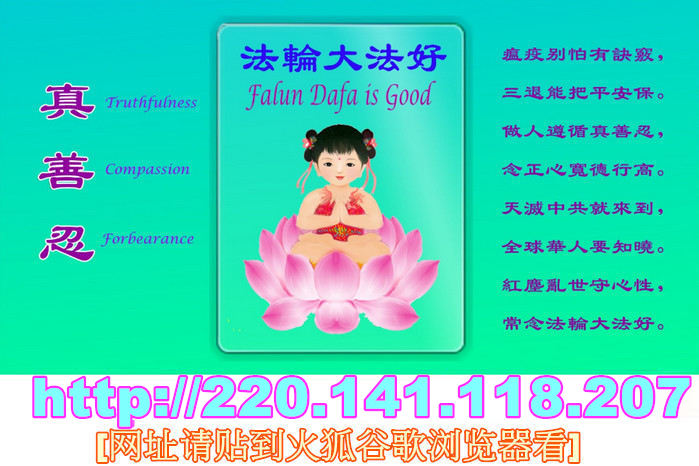 真 Truthfulness
善 Compassion
忍 Forbearance
法輪大法好
Falun Dafa is Good
瘟疫别怕有訣竅，
三退能把平安保。
做人遵循真善忍，
念正心寬德行高。
天滅中共就來到，
全球華人要知曉。
紅塵亂世守心性，
常念法輪大法好。
http://220.141.118.207
[网址请贴到火狐谷歌浏览器看]